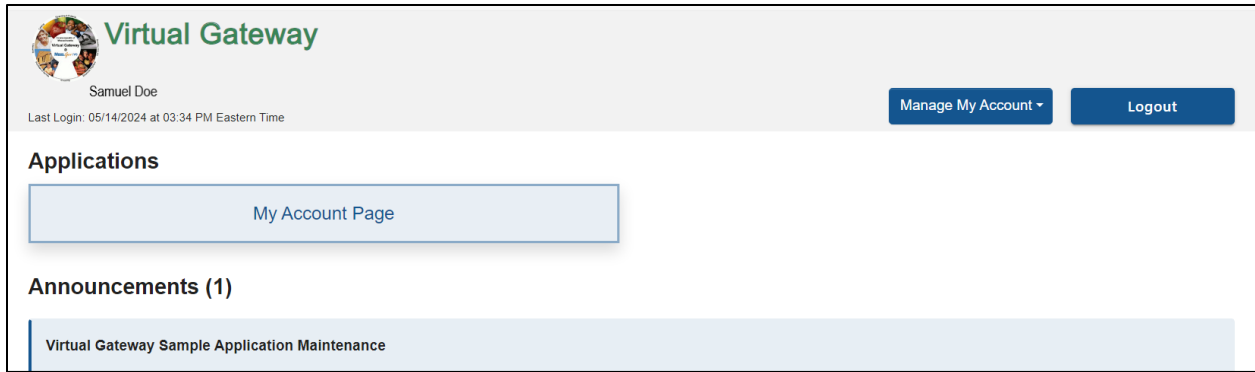 Virtual Gateway
Samuel Doe
Last Login: 05/14/2024 at 03:34 PM Eastern Time
Manage My Account
Logout
Applications
My Account Page
Announcements (1)
Virtual Gateway Sample Application Maintenance